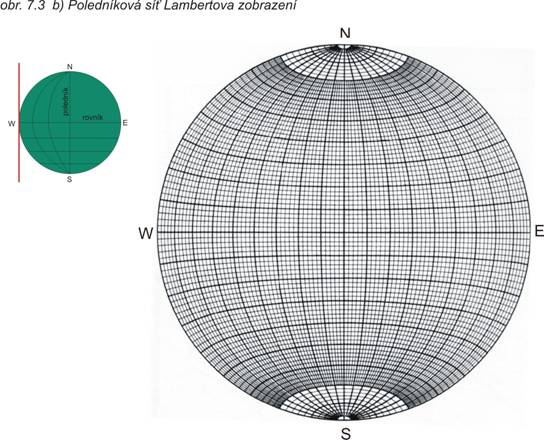 obr. 7.3 b) Poledníková síť Lambertova zobrazení
N
N
poledník
rovník
W
E
S
W
E
S